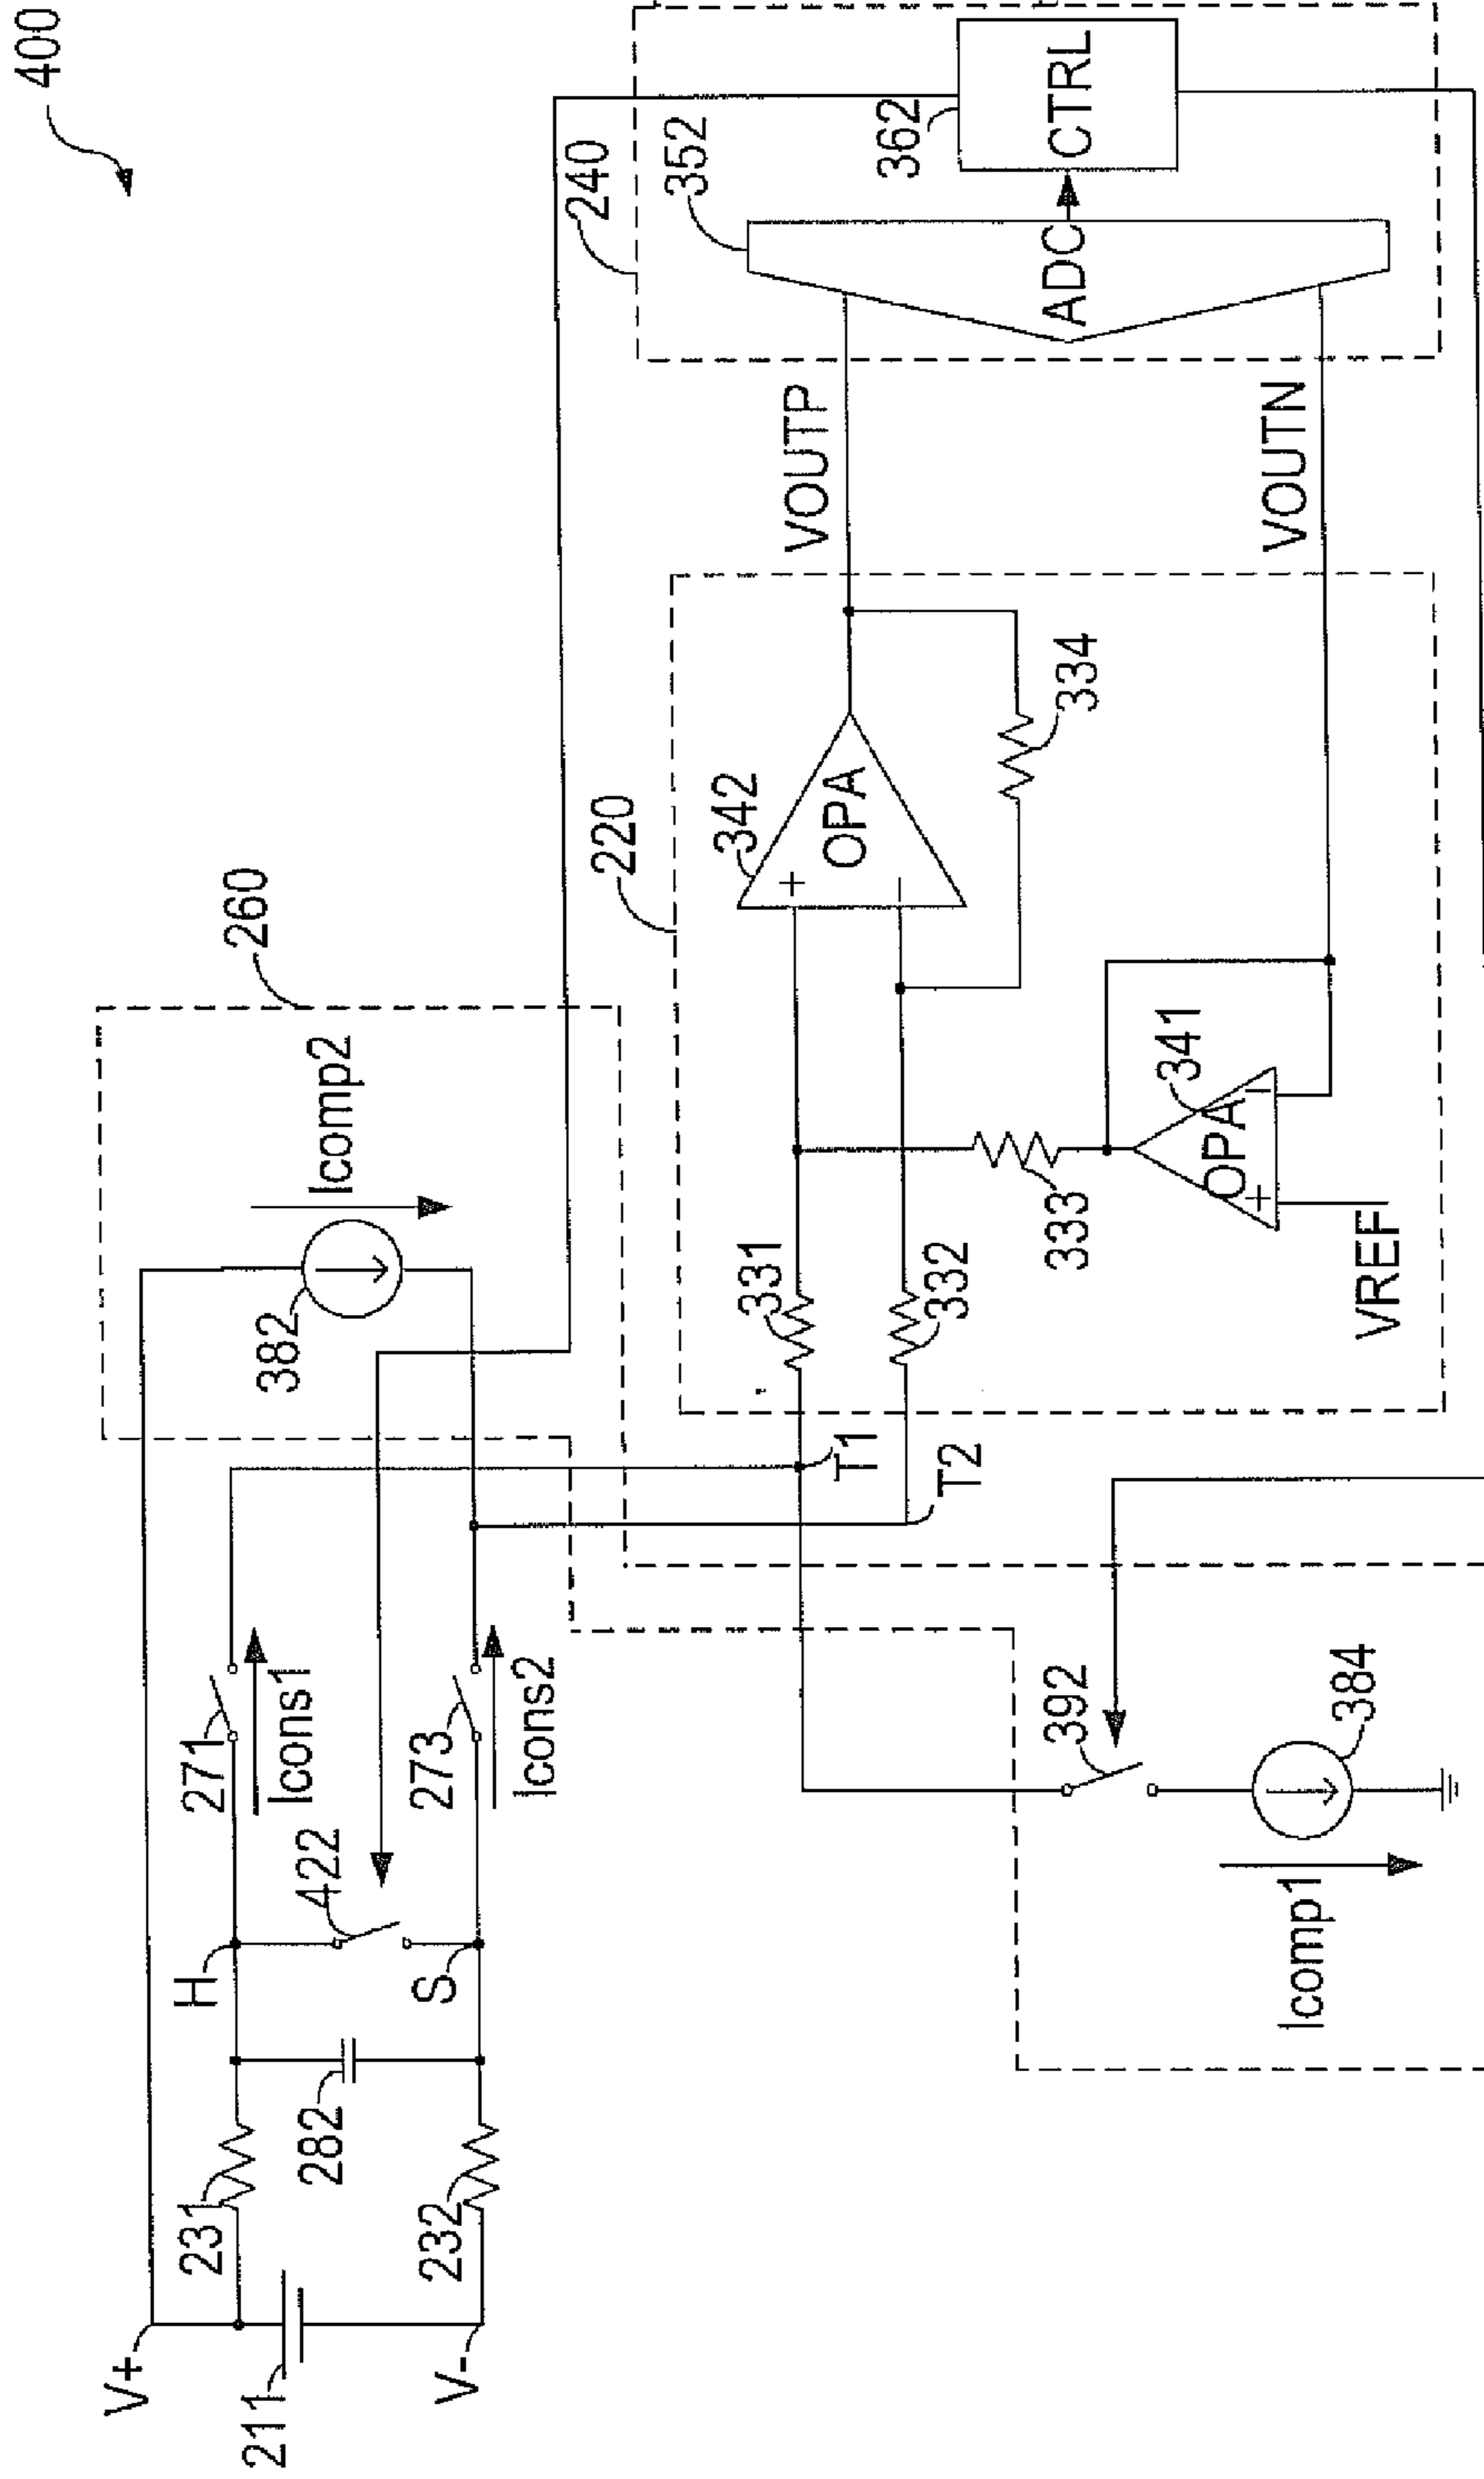 400
260
Icomp2
382
V+
211
V-
231
232
282
H
S
422
271
Icons1
273
Icons2
T1
T2
220
331
332
333
342
+
OPA
−
334
341
OPA
+
−
VREF
VOUTP
VOUTN
240
352
ADC
362
CTRL
392
384
Icomp1